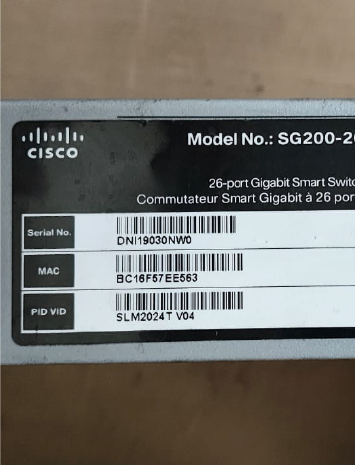 CISCO
Model No.: SG200-26
26-port Gigabit Smart Switc
Commutateur Smart Gigabit à 26 por
Serial No.
DNI19030NW0
MAC
BC16F57EE563
PID VID
SLM2024T V04